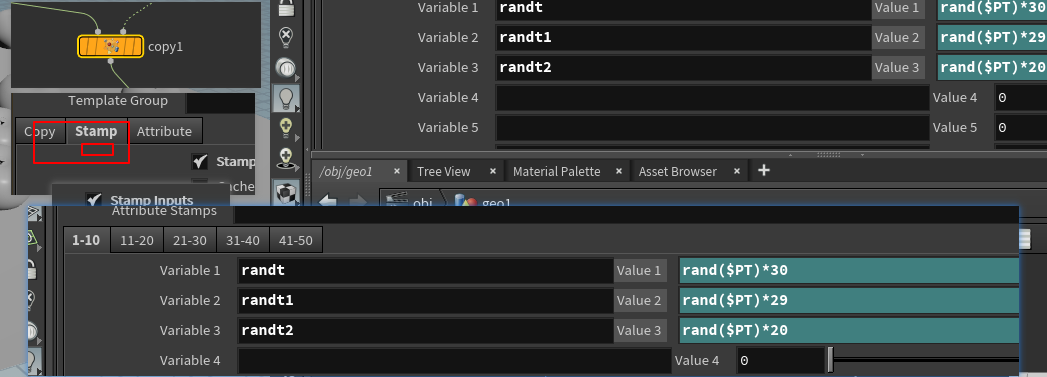 copy1
Template Group
Copy Stamp Attribute
Stamp
Stamp Inputs
Variable 1 randt Value 1 rand($PT)*30
Variable 2 randt1 Value 2 rand($PT)*29
Variable 3 randt2 Value 3 rand($PT)*20
Variable 4 Value 4 0
Variable 5 Value 5 0
/obj/geo1 × Tree View × Material Palette × Asset Browser × +
obj geo1
Attribute Stamps
1-10 11-20 21-30 31-40 41-50
Variable 1 randt Value 1 rand($PT)*30
Variable 2 randt1 Value 2 rand($PT)*29
Variable 3 randt2 Value 3 rand($PT)*20
Variable 4 Value 4 0